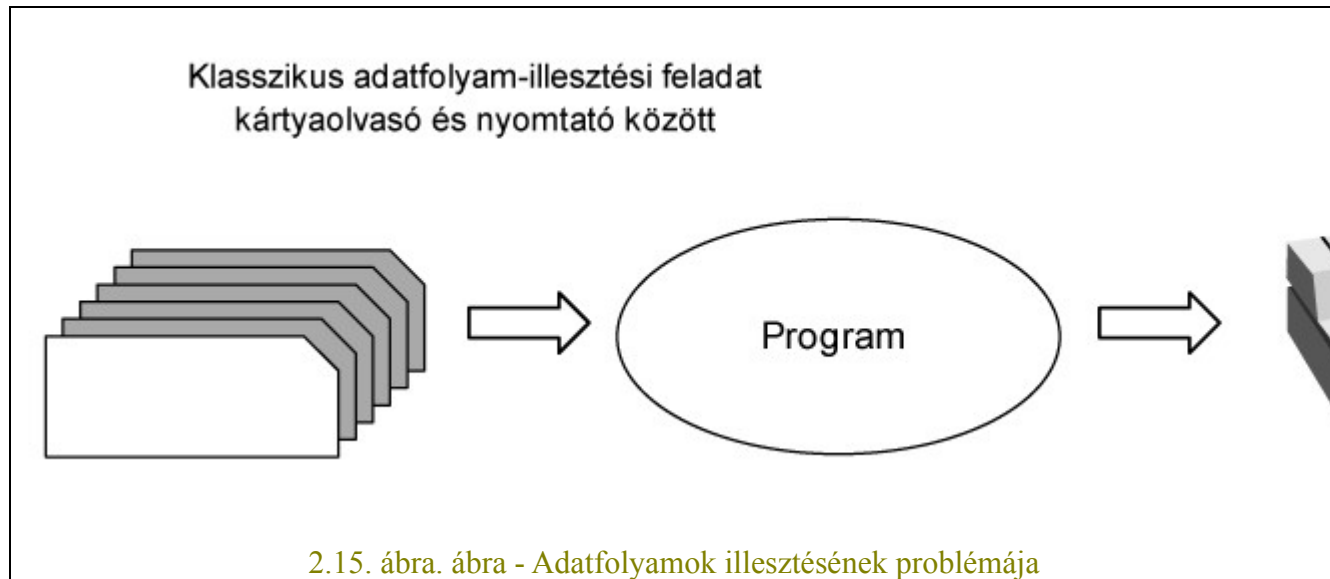 Klasszikus adatfolyam-illesztési feladat
kártyaolvasó és nyomtató között
Program
2.15. ábra. ábra - Adatfolyamok illesztésének problémája